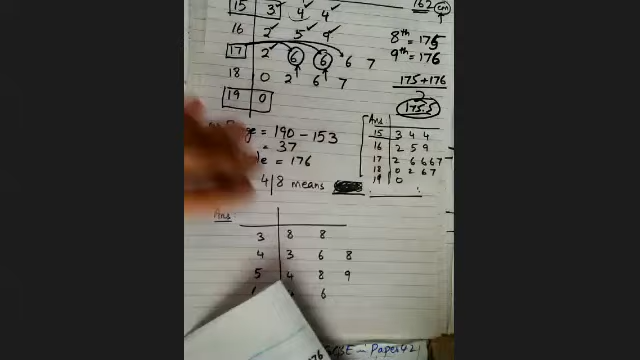 162 cm
15 | 3 4 4
16 | 2 5 9
17 | 2 6 6 6 7
18 | 0 2 6 7
19 | 0
8th = 175
9th = 176
175 + 176
2
175.5
Ans
15 | 3 4 4
16 | 2 5 9
17 | 2 6 6 6 7
18 | 0 2 6 7
19 | 0
= 190 - 153
= 37
= 176
4 | 8 means
Ans
3 | 8 8
4 | 3 6 8
5 | 4 8 9
6
- Paper 42